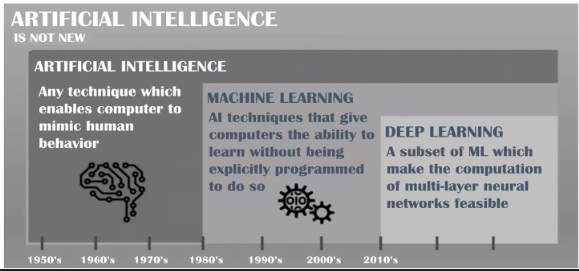 ARTIFICIAL INTELLIGENCE
IS NOT NEW
ARTIFICIAL INTELLIGENCE
Any technique which
enables computer to
mimic human
behavior
MACHINE LEARNING
AI techniques that give
computers the ability to
learn without being
explicitly programmed
to do so
DEEP LEARNING
A subset of ML which
make the computation
of multi-layer neural
networks feasible
1950's 1960's 1970's 1980's 1990's 2000's 2010's